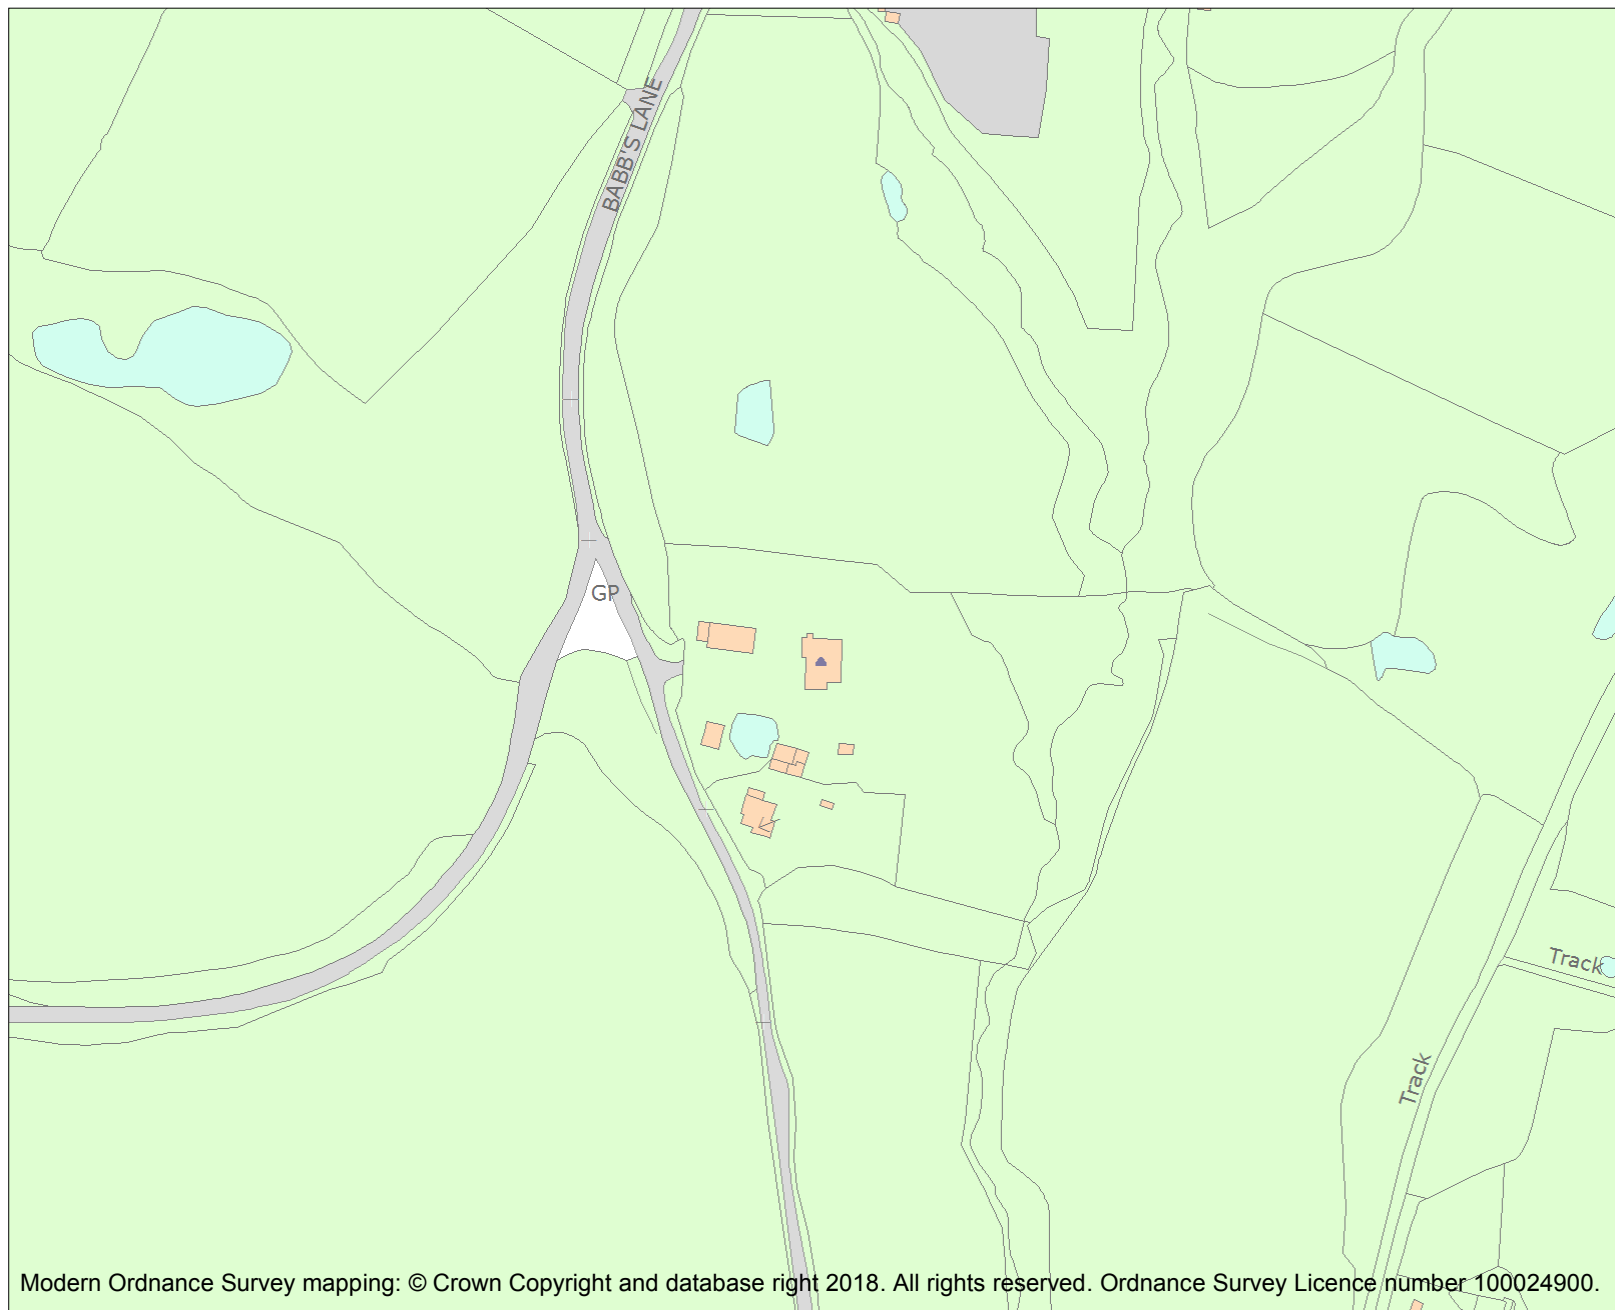 BABB'S LANE
GP
Track
Track
Modern Ordnance Survey mapping: © Crown Copyright and database right 2018. All rights reserved. Ordnance Survey Licence number 100024900.